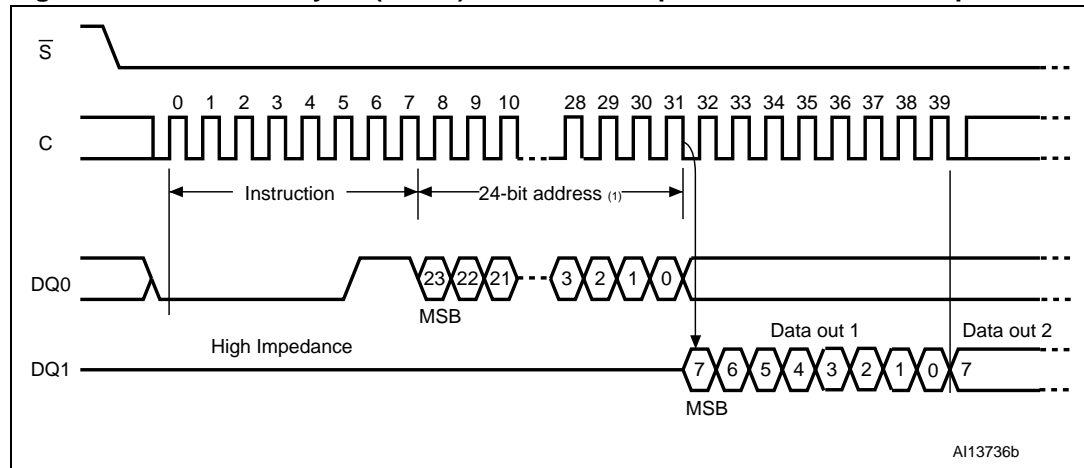 S
0 1 2 3 4 5 6 7 8 9 10 28 29 30 31 32 33 34 35 36 37 38 39
C
Instruction 24-bit address (1)
DQ0 23 22 21 3 2 1 0
MSB
High Impedance Data out 1 Data out 2
DQ1 7 6 5 4 3 2 1 0 7
MSB
AI13736b